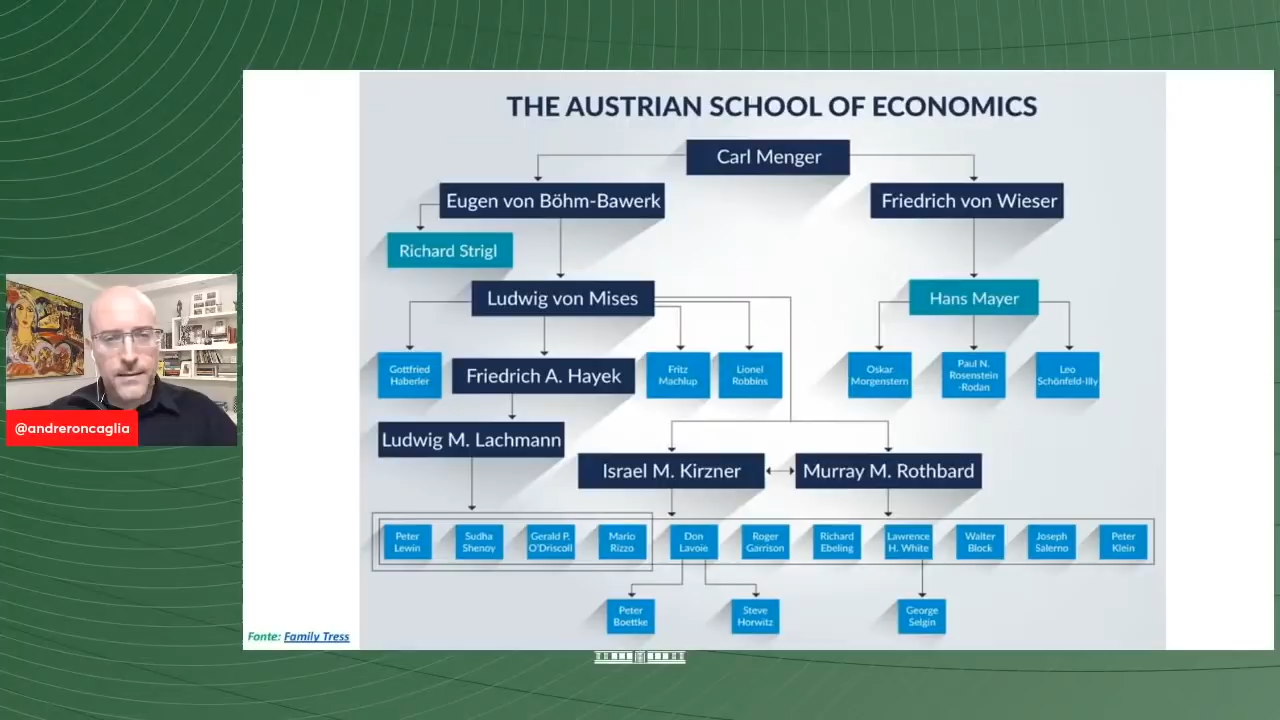 THE AUSTRIAN SCHOOL OF ECONOMICS
Carl Menger
Eugen von Böhm-Bawerk
Friedrich von Wieser
Richard Strigl
Ludwig von Mises
Hans Mayer
Gottfried
Haberler
Friedrich A. Hayek
Fritz
Machlup
Lionel
Robbins
Oskar
Morgenstern
Paul N.
Rosenstein
-Rodan
Leo
Schönfeld-Illy
Ludwig M. Lachmann
Israel M. Kirzner
Murray M. Rothbard
Peter
Lewin
Sudha
Shenoy
Gerald P.
O'Driscoll
Mario
Rizzo
Don
Lavoie
Roger
Garrison
Richard
Ebeling
Lawrence
H. White
Walter
Block
Joseph
Salerno
Peter
Klein
Peter
Boettke
Steve
Horwitz
George
Selgin
Fonte: Family Tress
@andreroncaglia